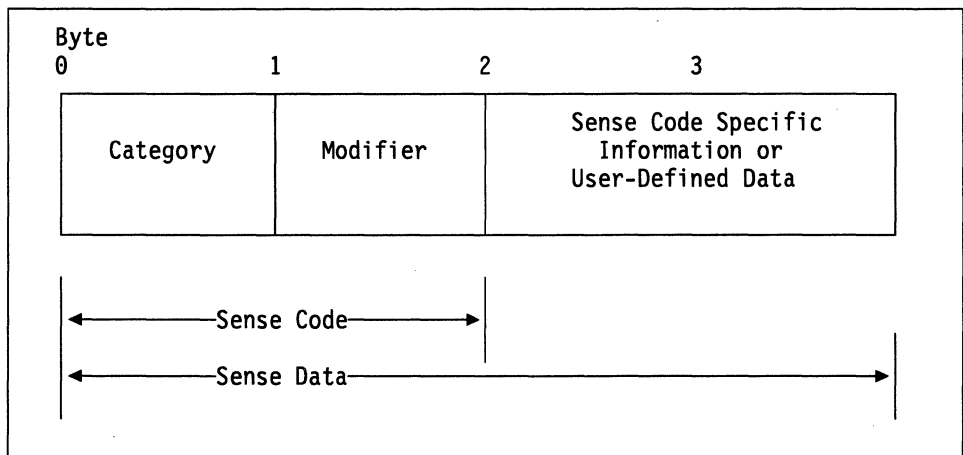 Byte
0 1 2 3
Category Modifier Sense Code Specific
Information or
User-Defined Data
Sense Code
Sense Data